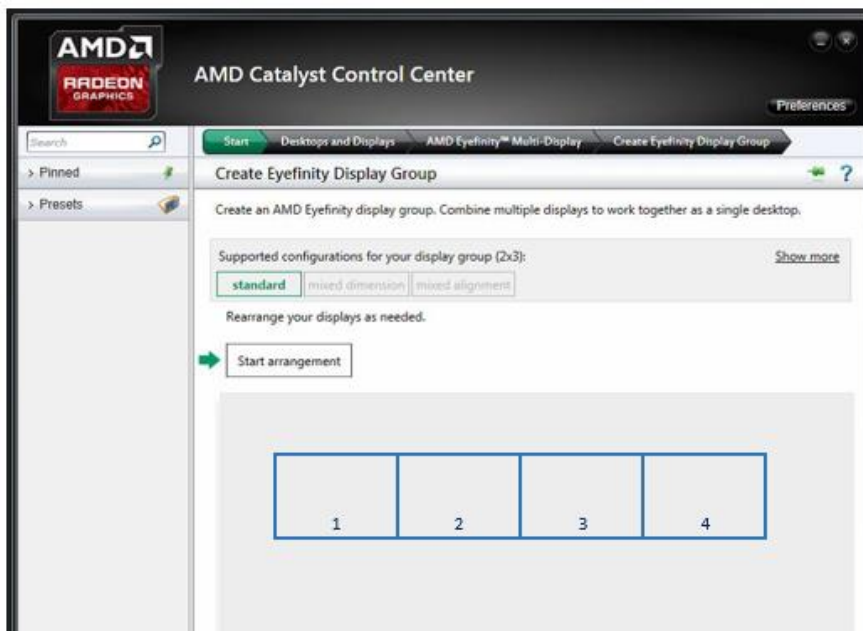 AMD
RADEON
GRAPHICS
AMD Catalyst Control Center
Preferences
Search
Start Desktops and Displays AMD Eyefinity™ Multi-Display Create Eyefinity Display Group
> Pinned
Create Eyefinity Display Group ?
> Presets
Create an AMD Eyefinity display group. Combine multiple displays to work together as a single desktop.
Supported configurations for your display group (2x3): Show more
standard mixed dimension mixed alignment
Rearrange your displays as needed.
Start arrangement
1 2 3 4